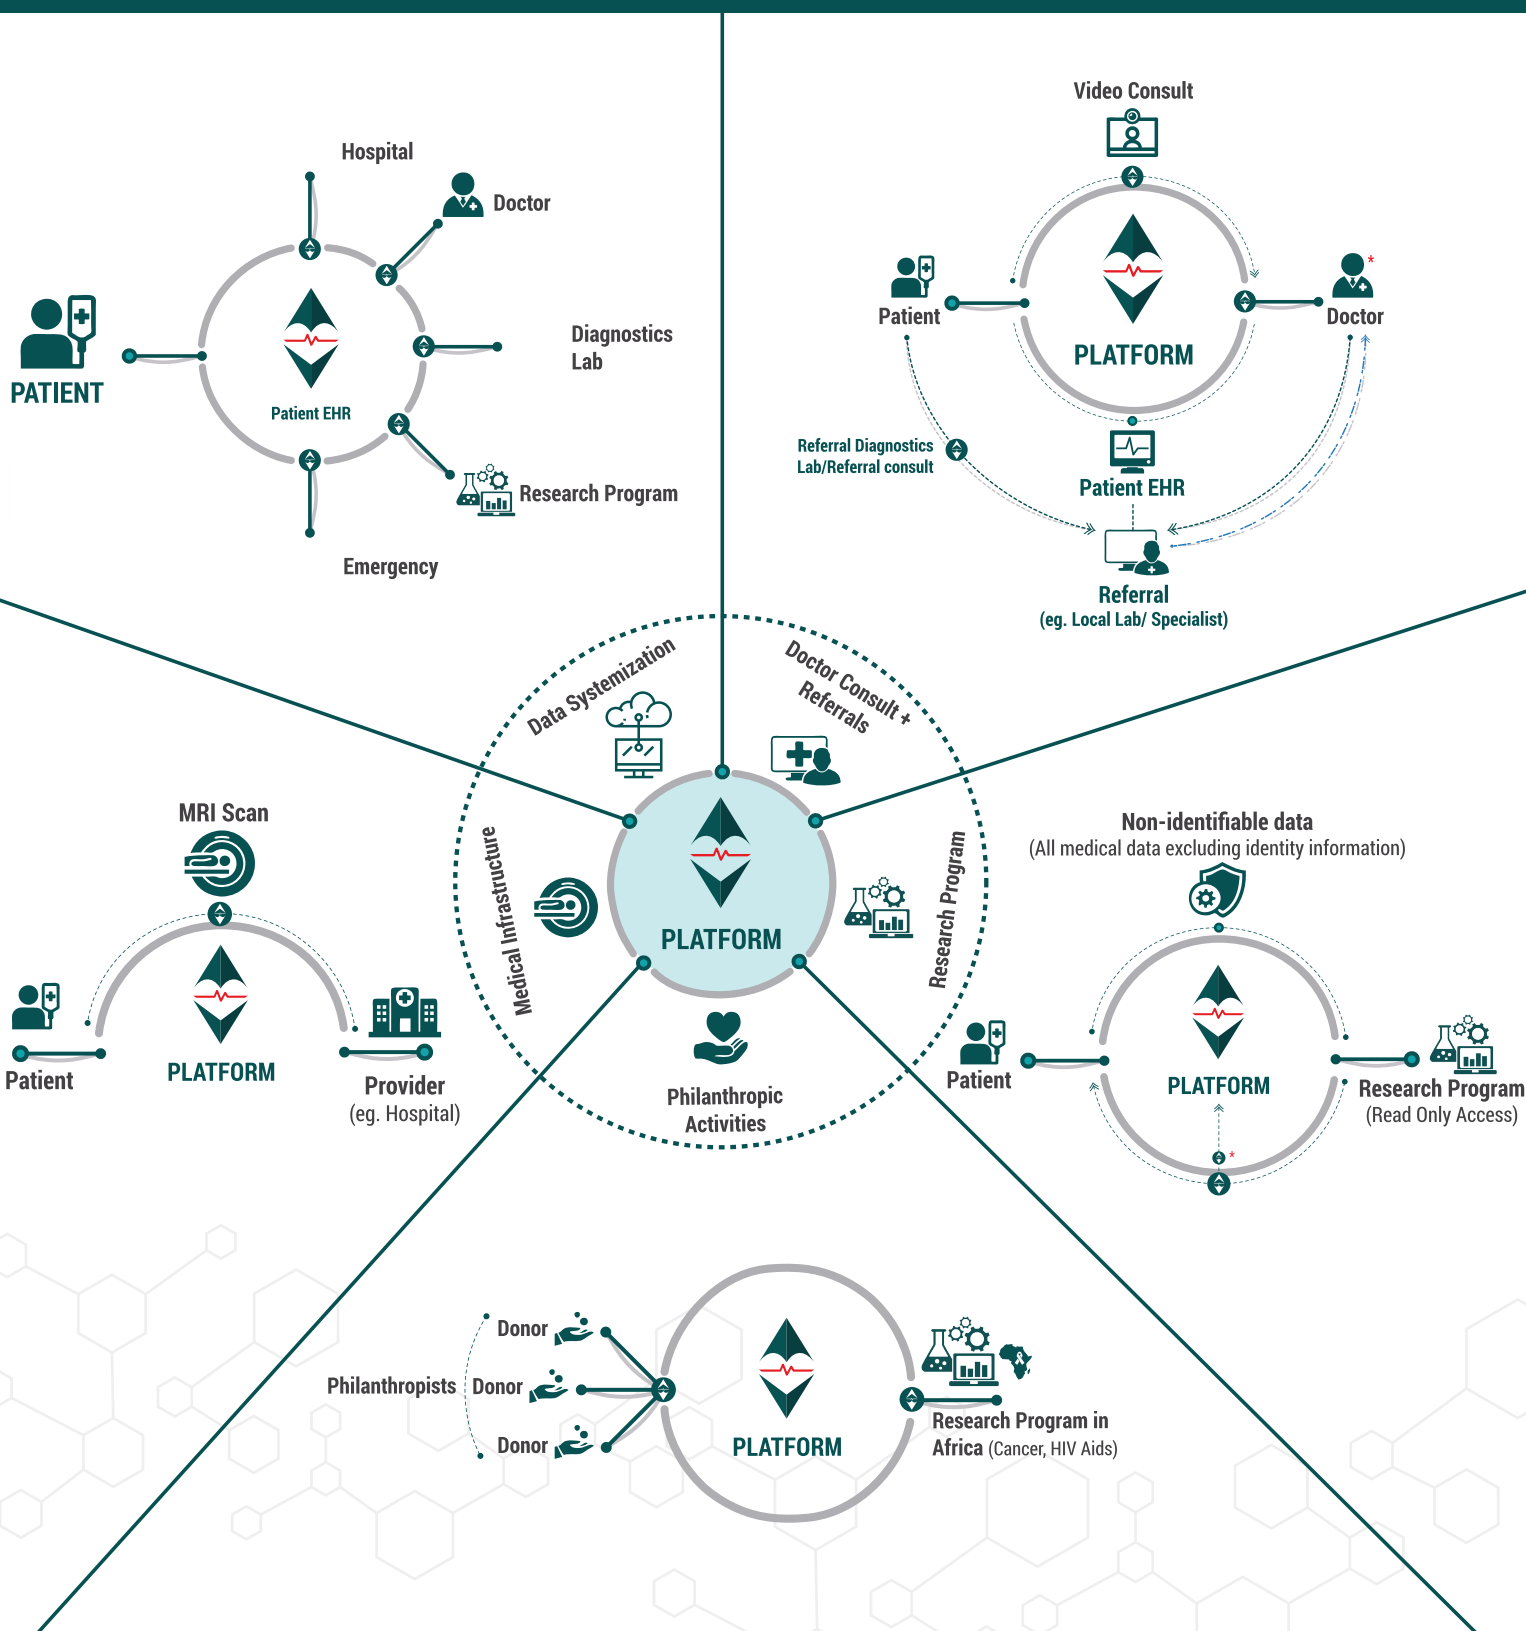 Hospital
Doctor
Diagnostics
Lab
PATIENT
Patient EHR
Research Program
Emergency
Video Consult
Patient
*
Doctor
PLATFORM
Referral Diagnostics
Lab/Referral consult
Patient EHR
Referral
(eg. Local Lab/ Specialist)
Data Systemization
Doctor Consult +
Referrals
Medical Infrastructure
Research Program
PLATFORM
Philanthropic
Activities
MRI Scan
Patient
PLATFORM
Provider
(eg. Hospital)
Non-identifiable data
(All medical data excluding identity information)
Patient
PLATFORM
Research Program
(Read Only Access)
*
Philanthropists
Donor
Donor
Donor
PLATFORM
Research Program in
Africa (Cancer, HIV Aids)